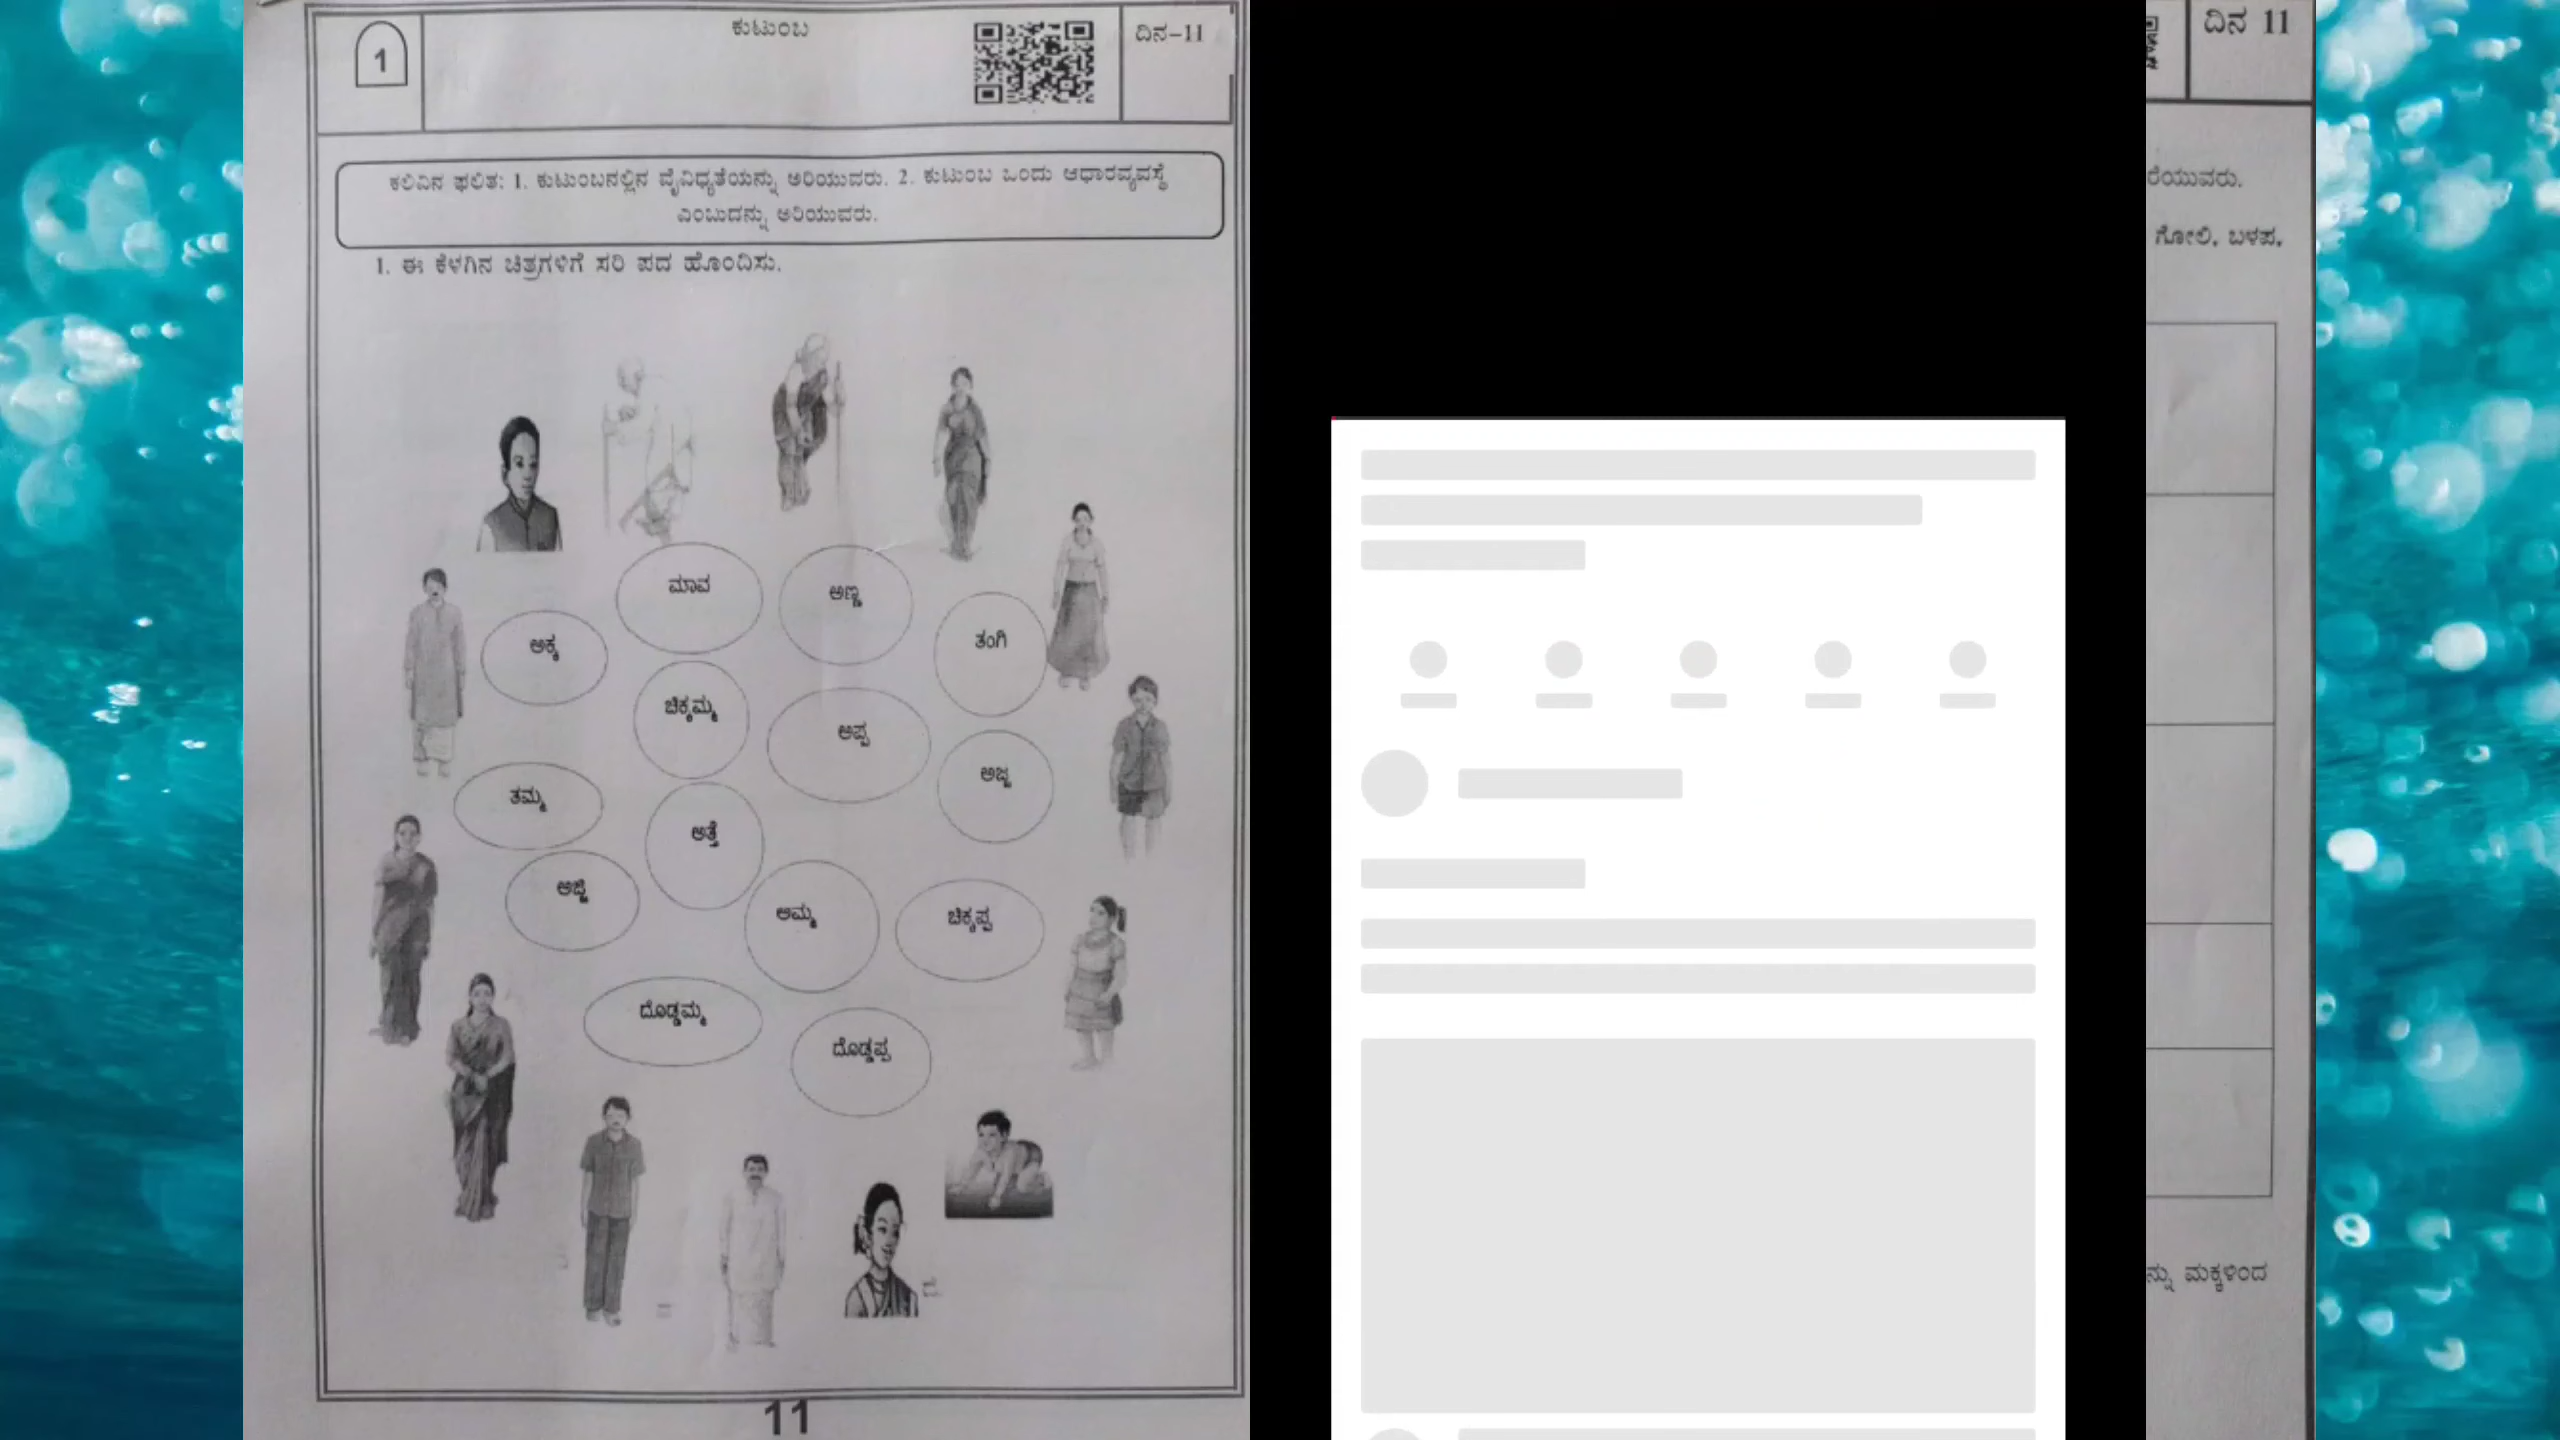 1
ಕುಟುಂಬ
ದಿನ-11
ಕಲಿವಿನ ಫಲಿತ: 1. ಕುಟುಂಬನಲ್ಲಿನ ವೈವಿಧ್ಯತೆಯನ್ನು ಅರಿಯುವರು. 2. ಕುಟುಂಬ ಒಂದು ಆಧಾರವ್ಯವಸ್ಥೆ
ಎಂಬುದನ್ನು ಅರಿಯುವರು.
1. ಈ ಕೆಳಗಿನ ಚಿತ್ರಗಳಿಗೆ ಸರಿ ಪದ ಹೊಂದಿಸು.
ಮಾವ
ಅಣ್ಣ
ತಂಗಿ
ಅಕ್ಕ
ಚಿಕ್ಕಮ್ಮ
ಅಪ್ಪ
ಅಜ್ಜ
ತಮ್ಮ
ಅತ್ತೆ
ಅಜ್ಜಿ
ಅಮ್ಮ
ಚಿಕ್ಕಪ್ಪ
ದೊಡ್ಡಮ್ಮ
ದೊಡ್ಡಪ್ಪ
11
ದಿನ 11
ರೆಯುವರು.
ಗೋಲಿ, ಬಳಪ,
ನ್ನು ಮಕ್ಕಳಿಂದ